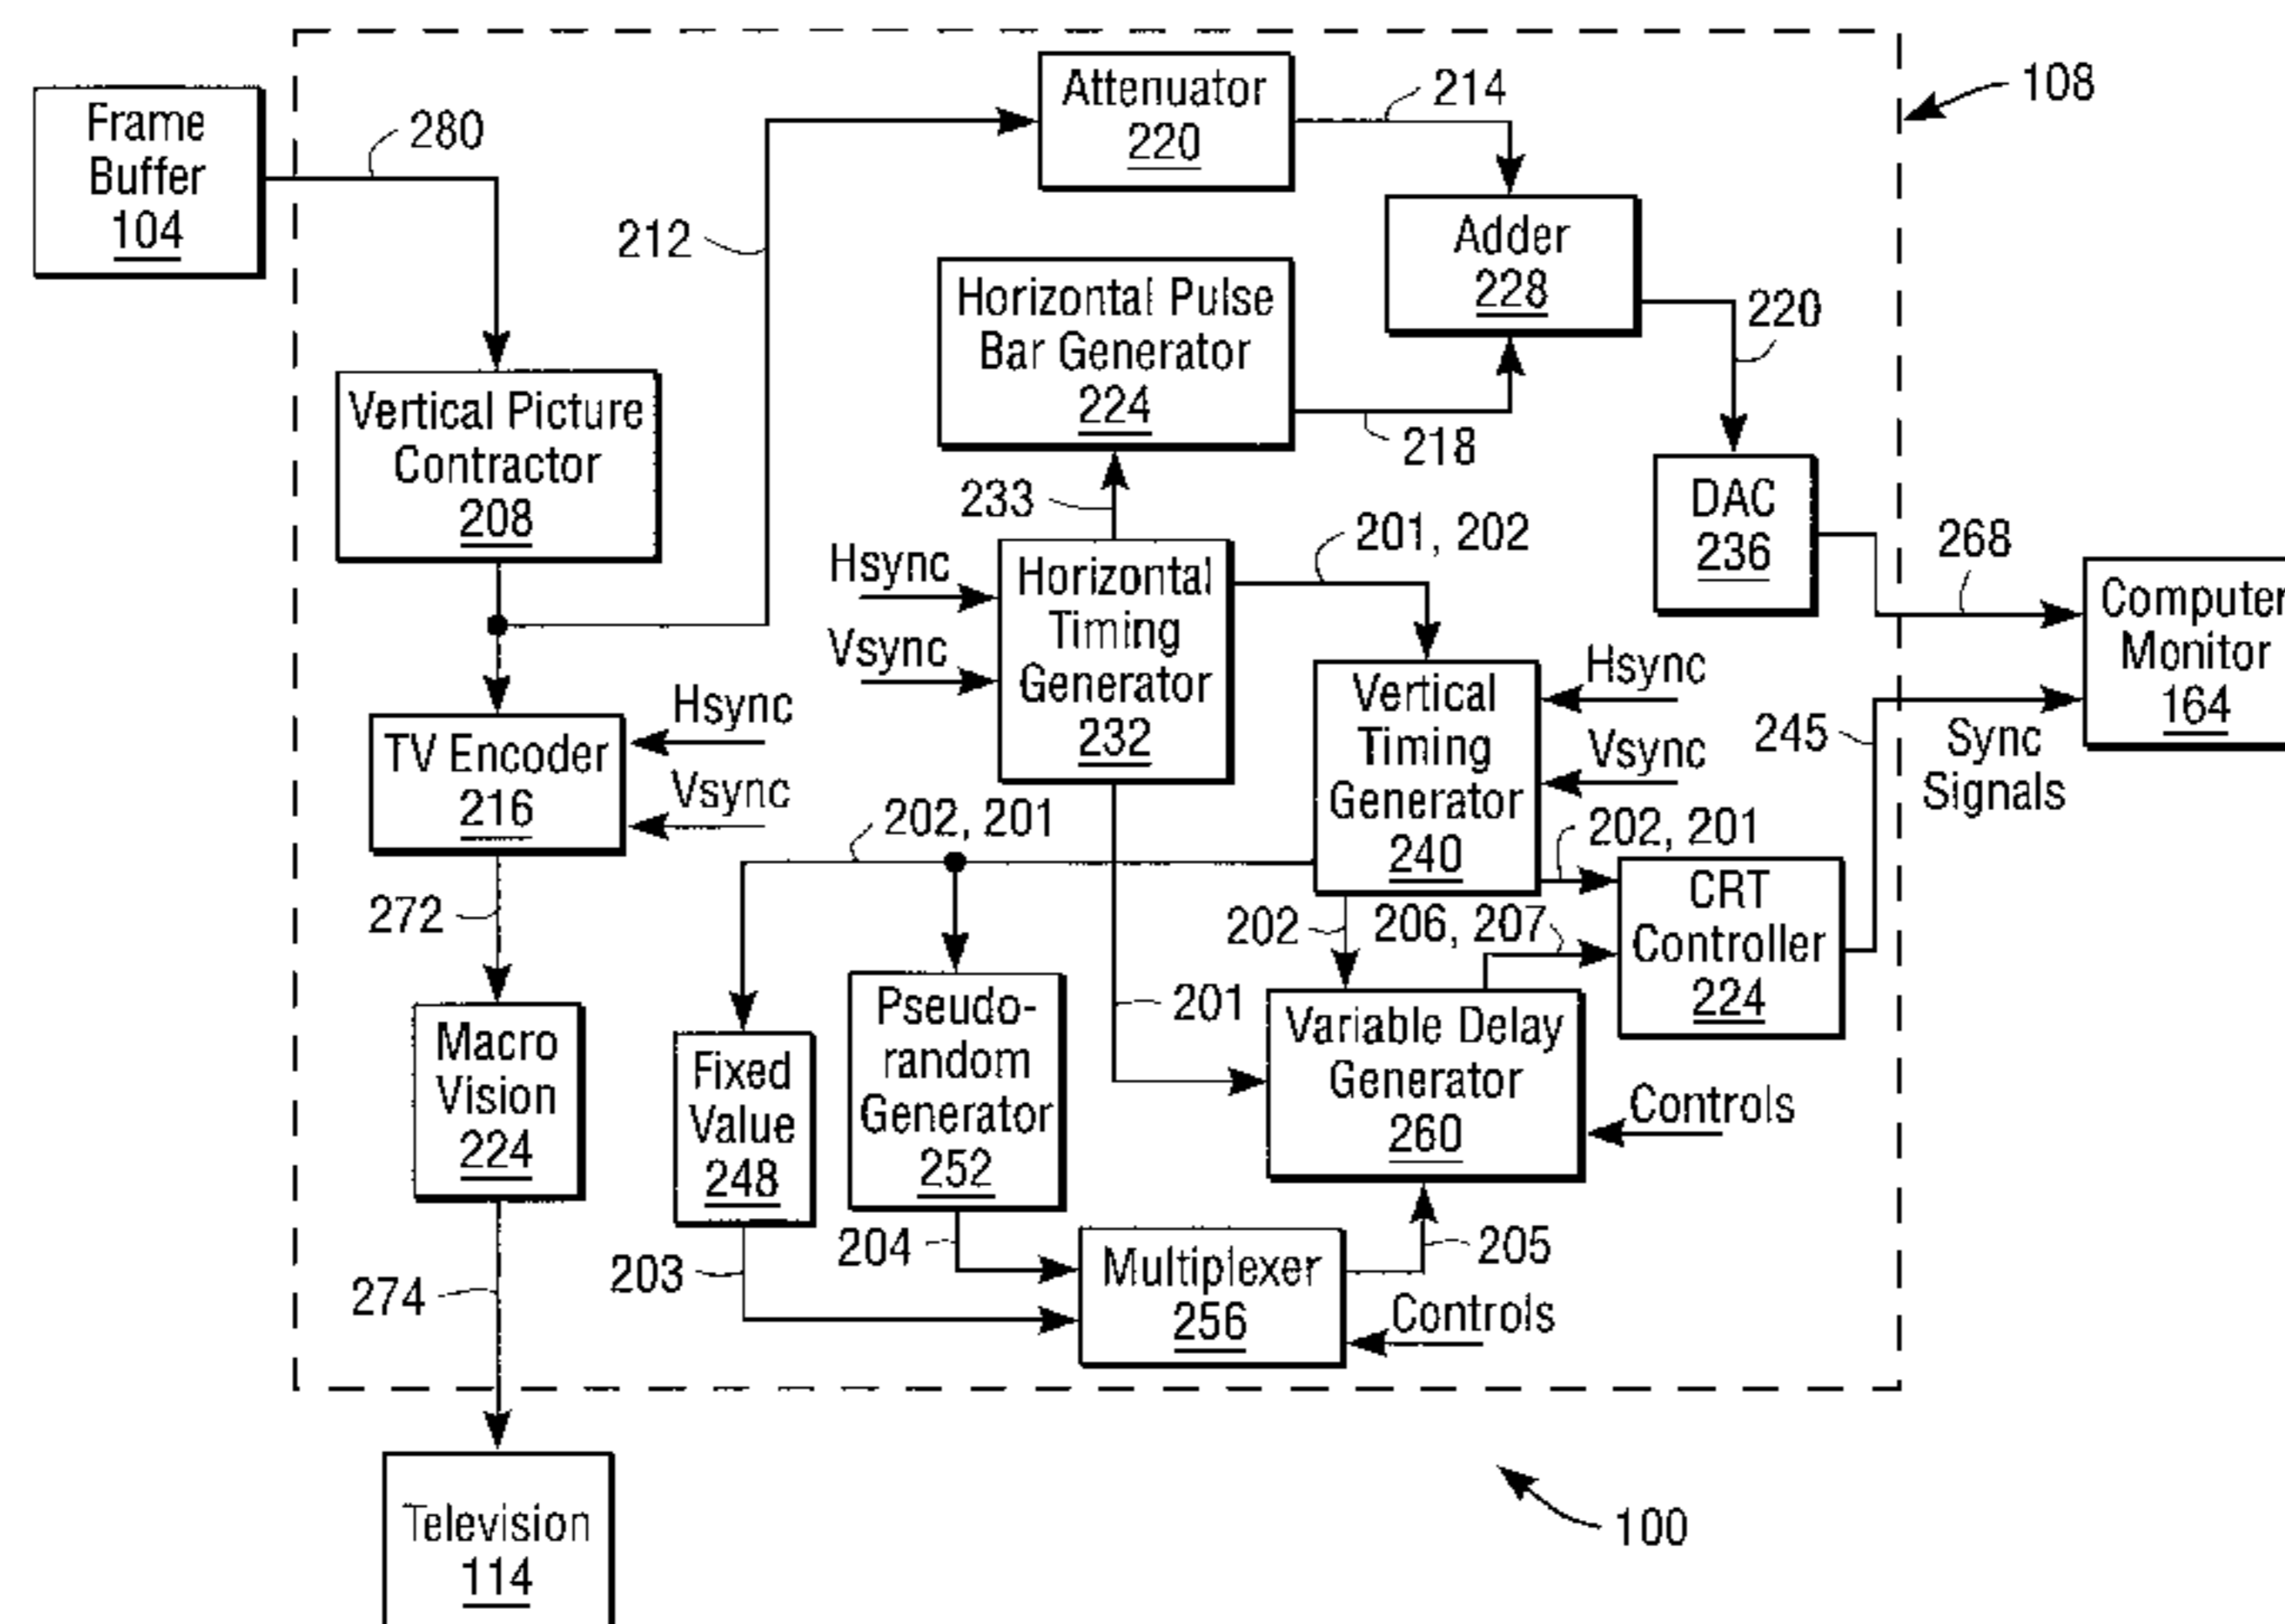 Frame
Buffer
104
280
212
Attenuator
220
214
108
Adder
228
220
Horizontal Pulse
Bar Generator
224
218
233
Vertical Picture
Contractor
208
DAC
236
268
Computer
Monitor
164
Hsync
Vsync
Horizontal
Timing
Generator
232
201, 202
Vertical
Timing
Generator
240
Hsync
Vsync
245
Sync
Signals
TV Encoder
216
Hsync
Vsync
202, 201
202, 201
CRT
Controller
224
272
202
206, 207
201
Macro
Vision
224
Fixed
Value
248
Pseudo-
random
Generator
252
Variable Delay
Generator
260
Controls
274
203
204
Multiplexer
256
205
Controls
Television
114
100